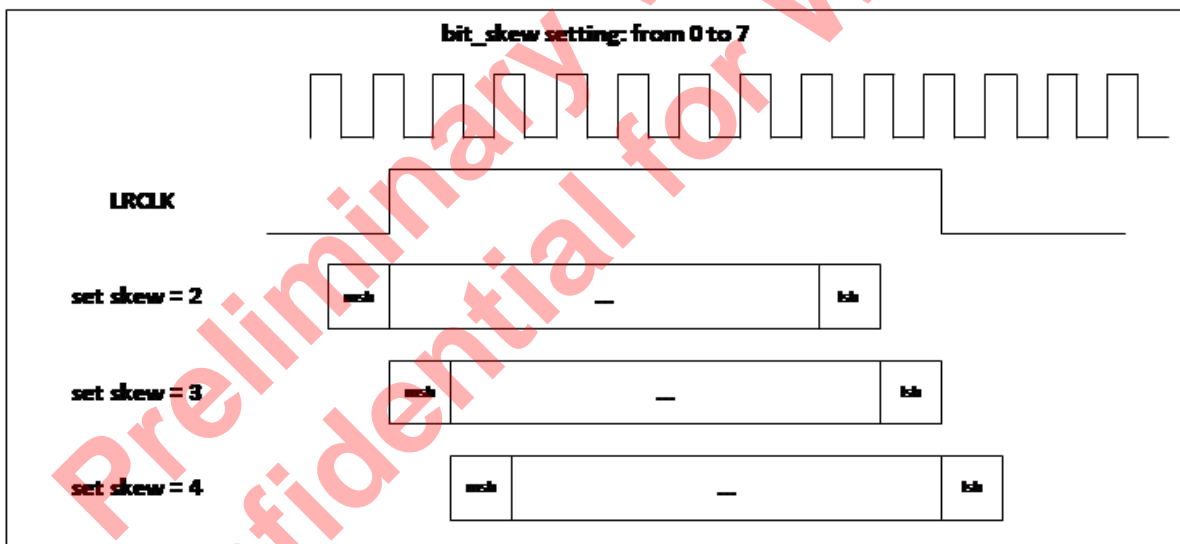 bit_skew setting: from 0 to 7
LRCLK
set skew = 2
msb
...
lsb
set skew = 3
msb
...
lsb
set skew = 4
msb
...
lsb
Preliminary
Confidential for